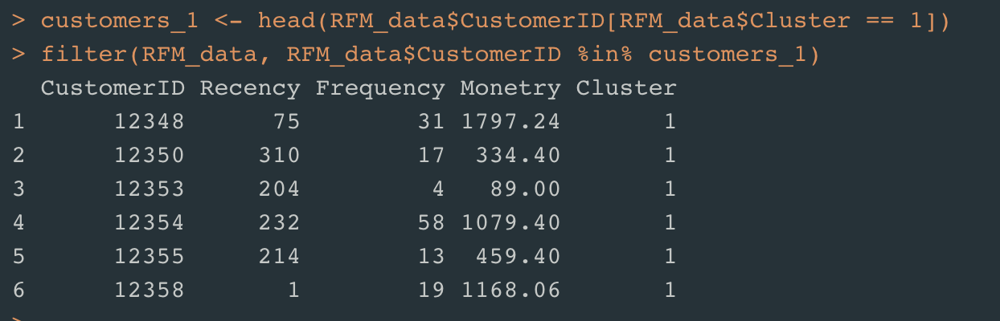 > customers_1 <- head(RFM_data$CustomerID[RFM_data$Cluster == 1])
> filter(RFM_data, RFM_data$CustomerID %in% customers_1)
  CustomerID Recency Frequency Monetry Cluster
1      12348      75        31 1797.24       1
2      12350     310        17  334.40       1
3      12353     204         4   89.00       1
4      12354     232        58 1079.40       1
5      12355     214        13  459.40       1
6      12358       1        19 1168.06       1
>